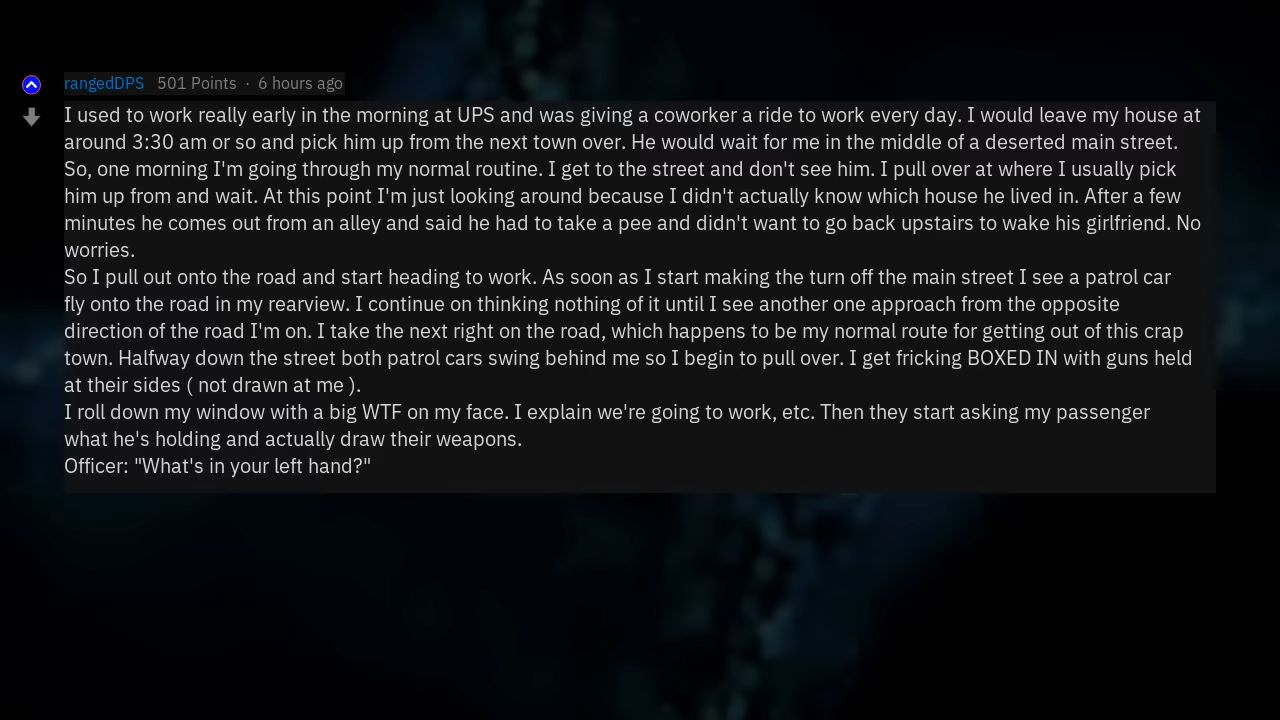 rangedDPS 501 Points · 6 hours ago
I used to work really early in the morning at UPS and was giving a coworker a ride to work every day. I would leave my house at
around 3:30 am or so and pick him up from the next town over. He would wait for me in the middle of a deserted main street.
So, one morning I'm going through my normal routine. I get to the street and don't see him. I pull over at where I usually pick
him up from and wait. At this point I'm just looking around because I didn't actually know which house he lived in. After a few
minutes he comes out from an alley and said he had to take a pee and didn't want to go back upstairs to wake his girlfriend. No
worries.
So I pull out onto the road and start heading to work. As soon as I start making the turn off the main street I see a patrol car
fly onto the road in my rearview. I continue on thinking nothing of it until I see another one approach from the opposite
direction of the road I'm on. I take the next right on the road, which happens to be my normal route for getting out of this crap
town. Halfway down the street both patrol cars swing behind me so I begin to pull over. I get fricking BOXED IN with guns held
at their sides ( not drawn at me ).
I roll down my window with a big WTF on my face. I explain we're going to work, etc. Then they start asking my passenger
what he's holding and actually draw their weapons.
Officer: "What's in your left hand?"